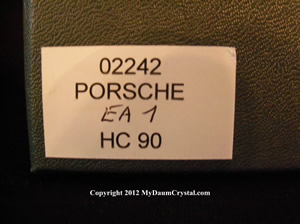 02242
PORSCHE
EA 1
HC 90
Copyright 2012 MyDaumCrystal.com